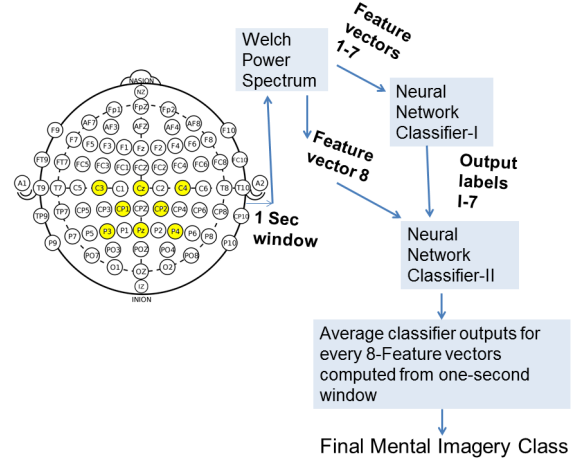 NASION
NZ
Fp1 FpZ Fp2
AF7 AF3 AFZ AF4 AF8
F9 F7 F5 F3 F1 Fz F2 F4 F6 F8 F10
FT9 FT7 FC5 FC3 FC1 FCZ FC2 FC4 FC6 FC8 FC10
A1 T9 T7 C5 C3 C1 Cz C2 C4 C6 T8 T10 A2
TP9 TP7 CP5 CP3 CP1 CPZ CP2 CP4 CP6 CP8 CP10
P9 P7 P5 P3 P1 Pz P2 P4 P6 P8 P10
PO7 PO3 POZ PO4 PO8
O1 OZ O2
IZ
INION
1 Sec
window
Welch
Power
Spectrum
Feature
vectors
1-7
Feature
vector 8
Neural
Network
Classifier-I
Output
labels
I-7
Neural
Network
Classifier-II
Average classifier outputs for
every 8-Feature vectors
computed from one-second
window
Final Mental Imagery Class